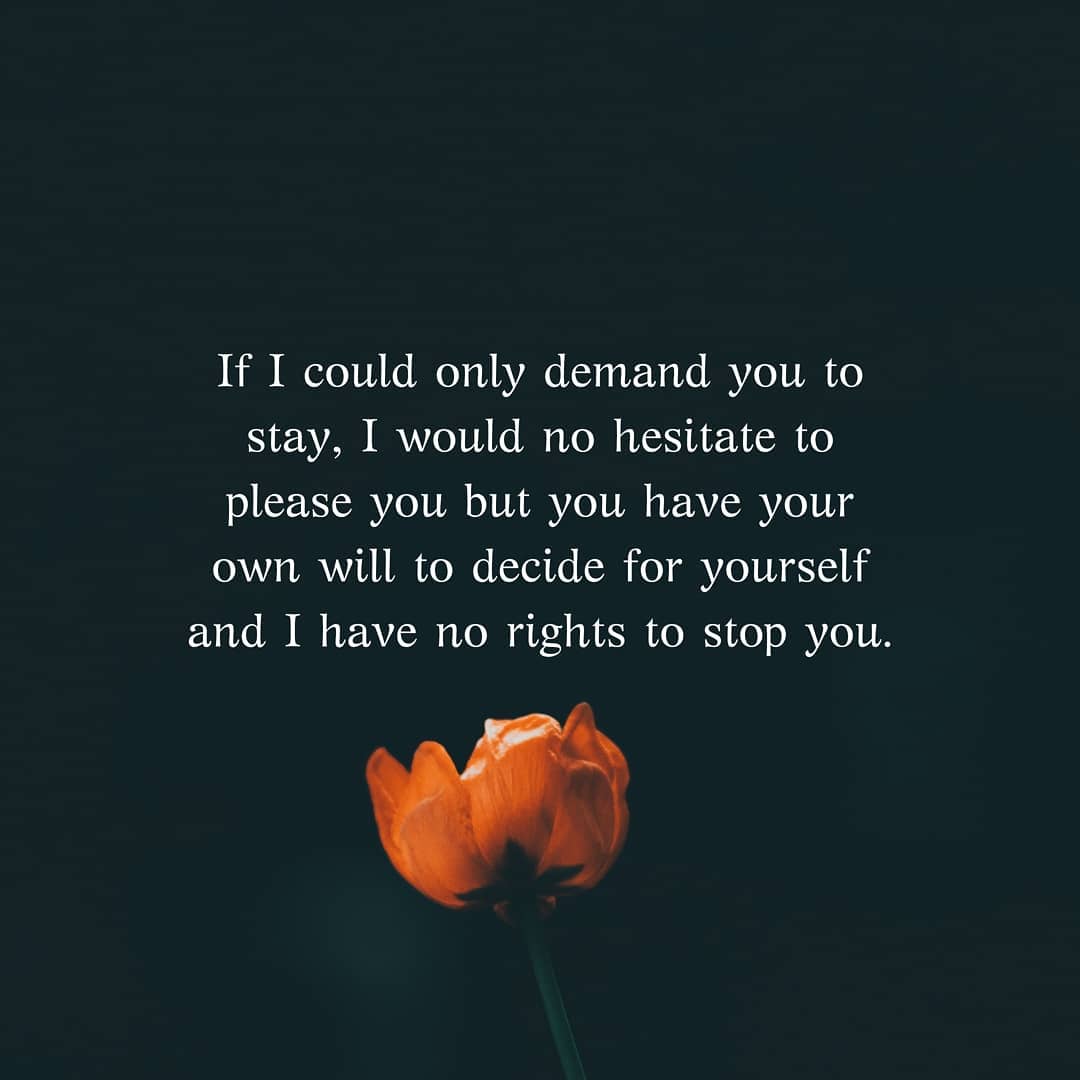 If I could only demand you to
stay, I would no hesitate to
please you but you have your
own will to decide for yourself
and I have no rights to stop you.